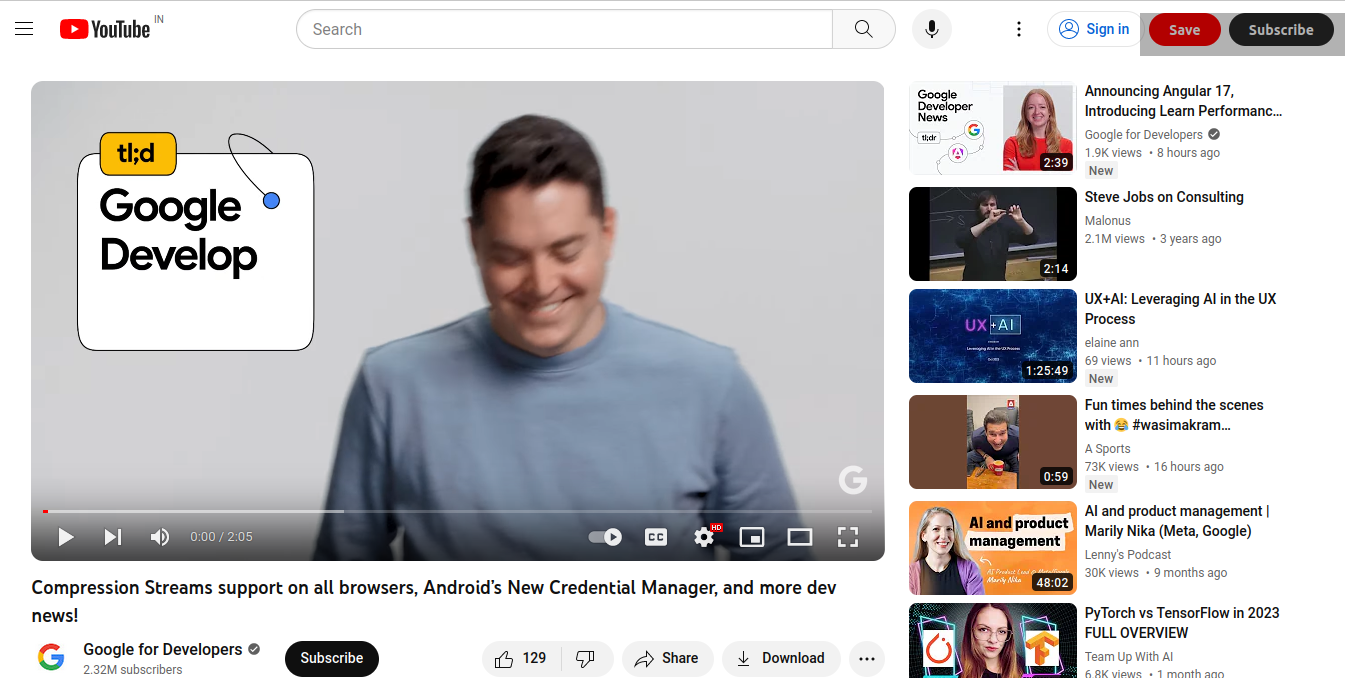 YouTube IN
Search
Sign in
Save
Subscribe
tl;d
Google
Develop
0:00 / 2:05
CC
HD
Compression Streams support on all browsers, Android's New Credential Manager, and more dev
news!
Google for Developers
2.32M subscribers
Subscribe
129
Share
Download
Google
Developer
News
tl;dr
2:39
Announcing Angular 17,
Introducing Learn Performanc...
Google for Developers
1.9K views • 8 hours ago
New
2:14
Steve Jobs on Consulting
Malonus
2.1M views • 3 years ago
UX+AI
Leveraging AI in the UX Process
1:25:49
UX+AI: Leveraging AI in the UX
Process
elaine ann
69 views • 11 hours ago
New
0:59
Fun times behind the scenes
with 😂 #wasimakram...
A Sports
73K views • 16 hours ago
New
AI and product
management
Marily Nika
48:02
AI and product management |
Marily Nika (Meta, Google)
Lenny's Podcast
30K views • 9 months ago
PyTorch vs TensorFlow in 2023
FULL OVERVIEW
Team Up With AI
6.8K views • 1 month ago